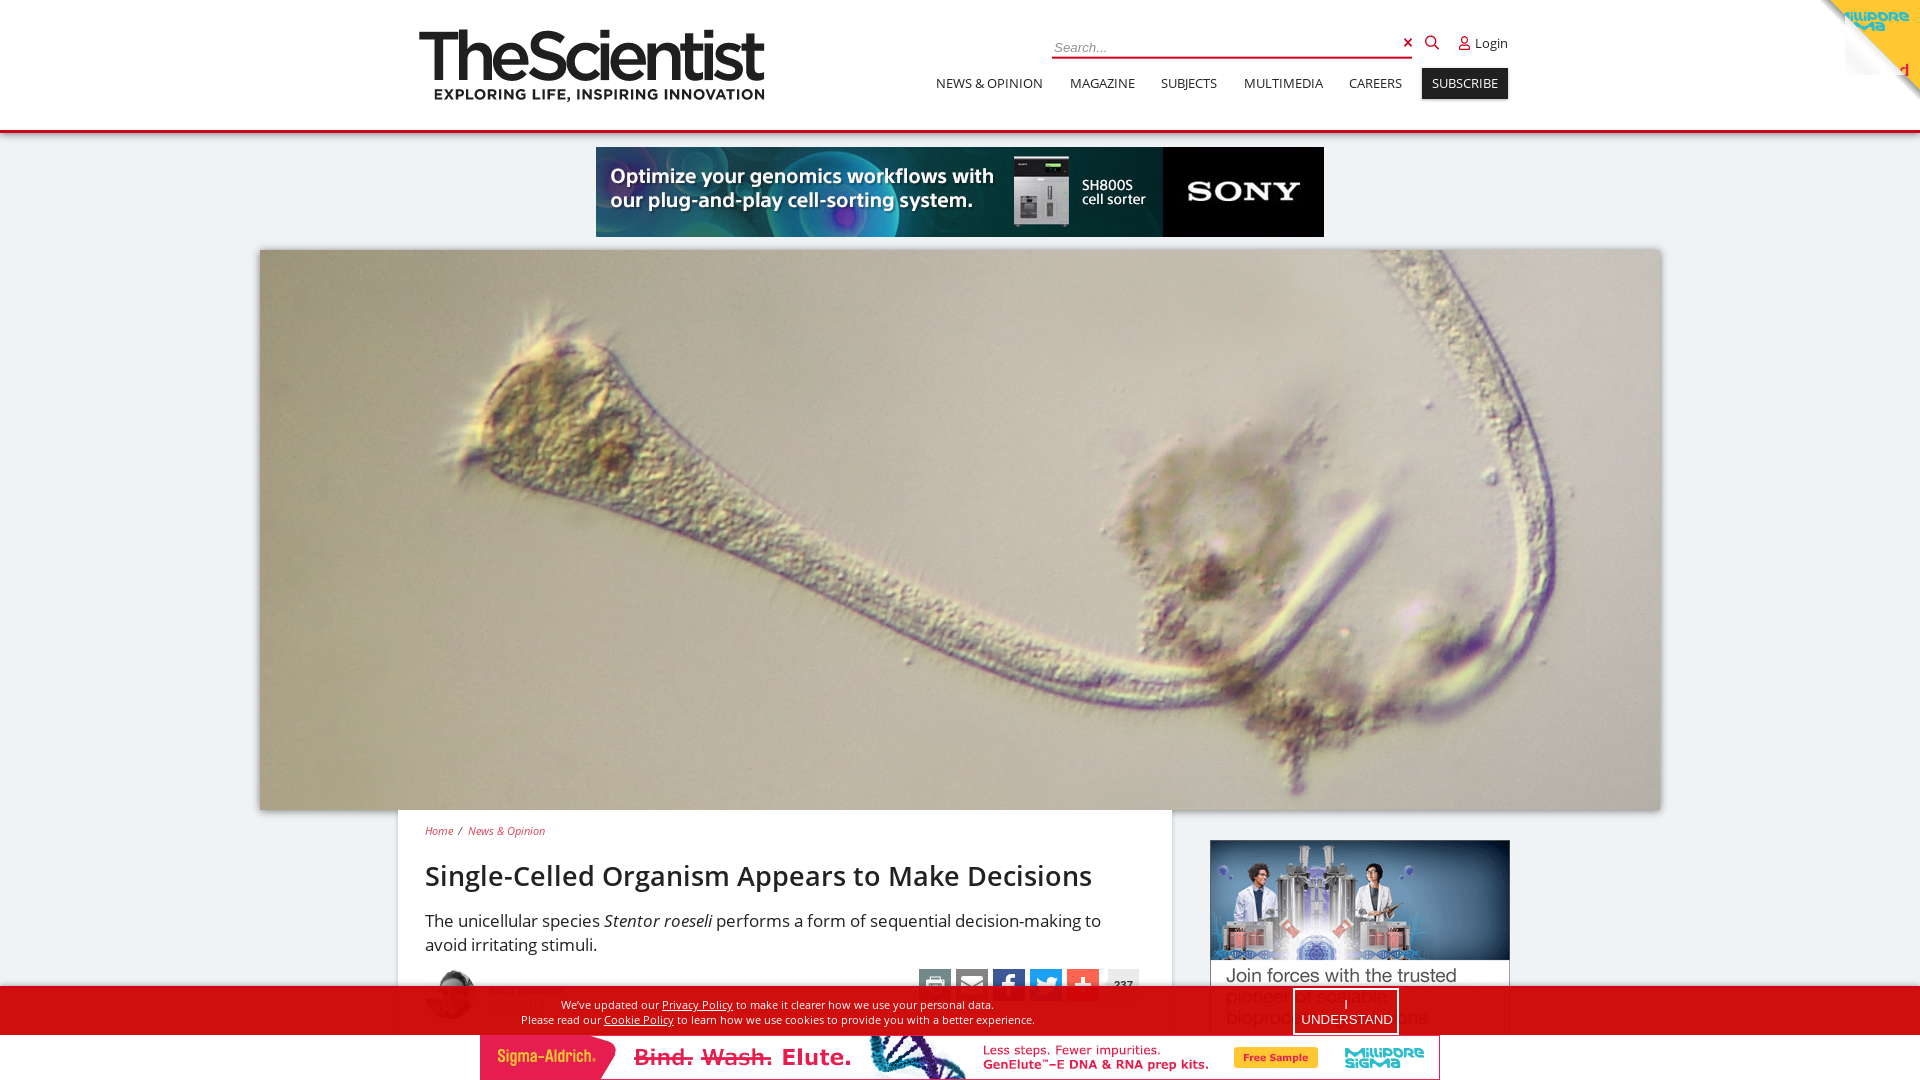 TheScientist
EXPLORING LIFE, INSPIRING INNOVATION
Search...
Login
NEWS & OPINION
MAGAZINE
SUBJECTS
MULTIMEDIA
CAREERS
SUBSCRIBE
Optimize your genomics workflows with
our plug-and-play cell-sorting system.
SH800S
cell sorter
SONY
Home / News & Opinion
Single-Celled Organism Appears to Make Decisions
The unicellular species Stentor roeseli performs a form of sequential decision-making to
avoid irritating stimuli.
237
Join forces with the trusted
pioneer of scalable
We've updated our Privacy Policy to make it clearer how we use your personal data.
Please read our Cookie Policy to learn how we use cookies to provide you with a better experience.
I
UNDERSTAND
Sigma-Aldrich®
Bind. Wash. Elute.
Less steps. Fewer impurities.
GenElute™–E DNA & RNA prep kits.
Free Sample
Millipore
Sigma